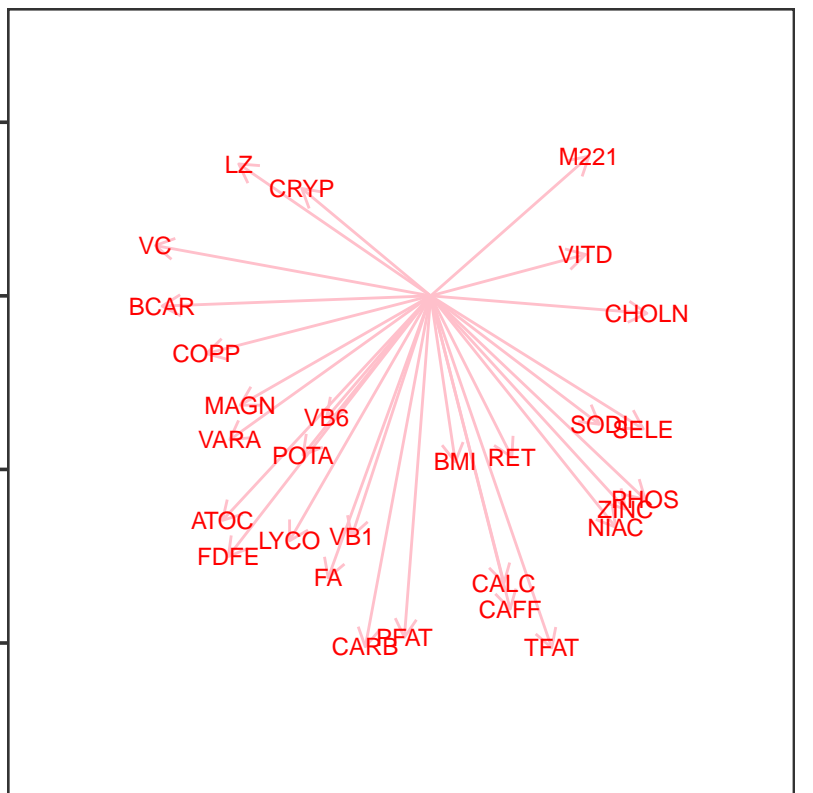 M221
LZ
CRYP
VC
VITD
BCAR
CHOLN
COPP
MAGN
VB6
SODI
SELE
VARA
POTA
BMI
RET
PHOS
ZINC
ATOC
NIAC
LYCO
VB1
FDFE
FA
CALC
CAFF
PFAT
CARB
TFAT